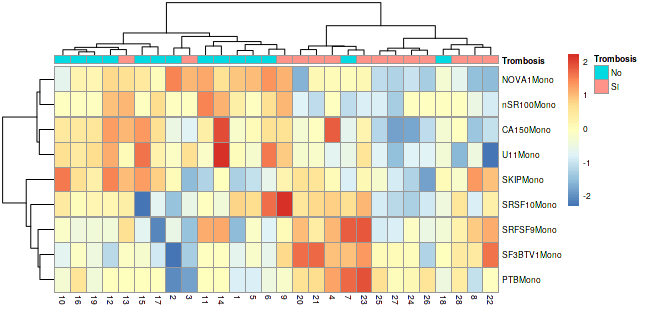 Trombosis
NOVA1Mono
nSR100Mono
CA150Mono
U11Mono
SKIPMono
SRSF10Mono
SRFSF9Mono
SF3BTV1Mono
PTBMono
10 16 19 12 13 15 17 2 3 11 14 1 5 6 9 20 21 4 7 23 25 27 24 26 18 28 8 22
2
1
0
-1
-2
Trombosis
No
SI